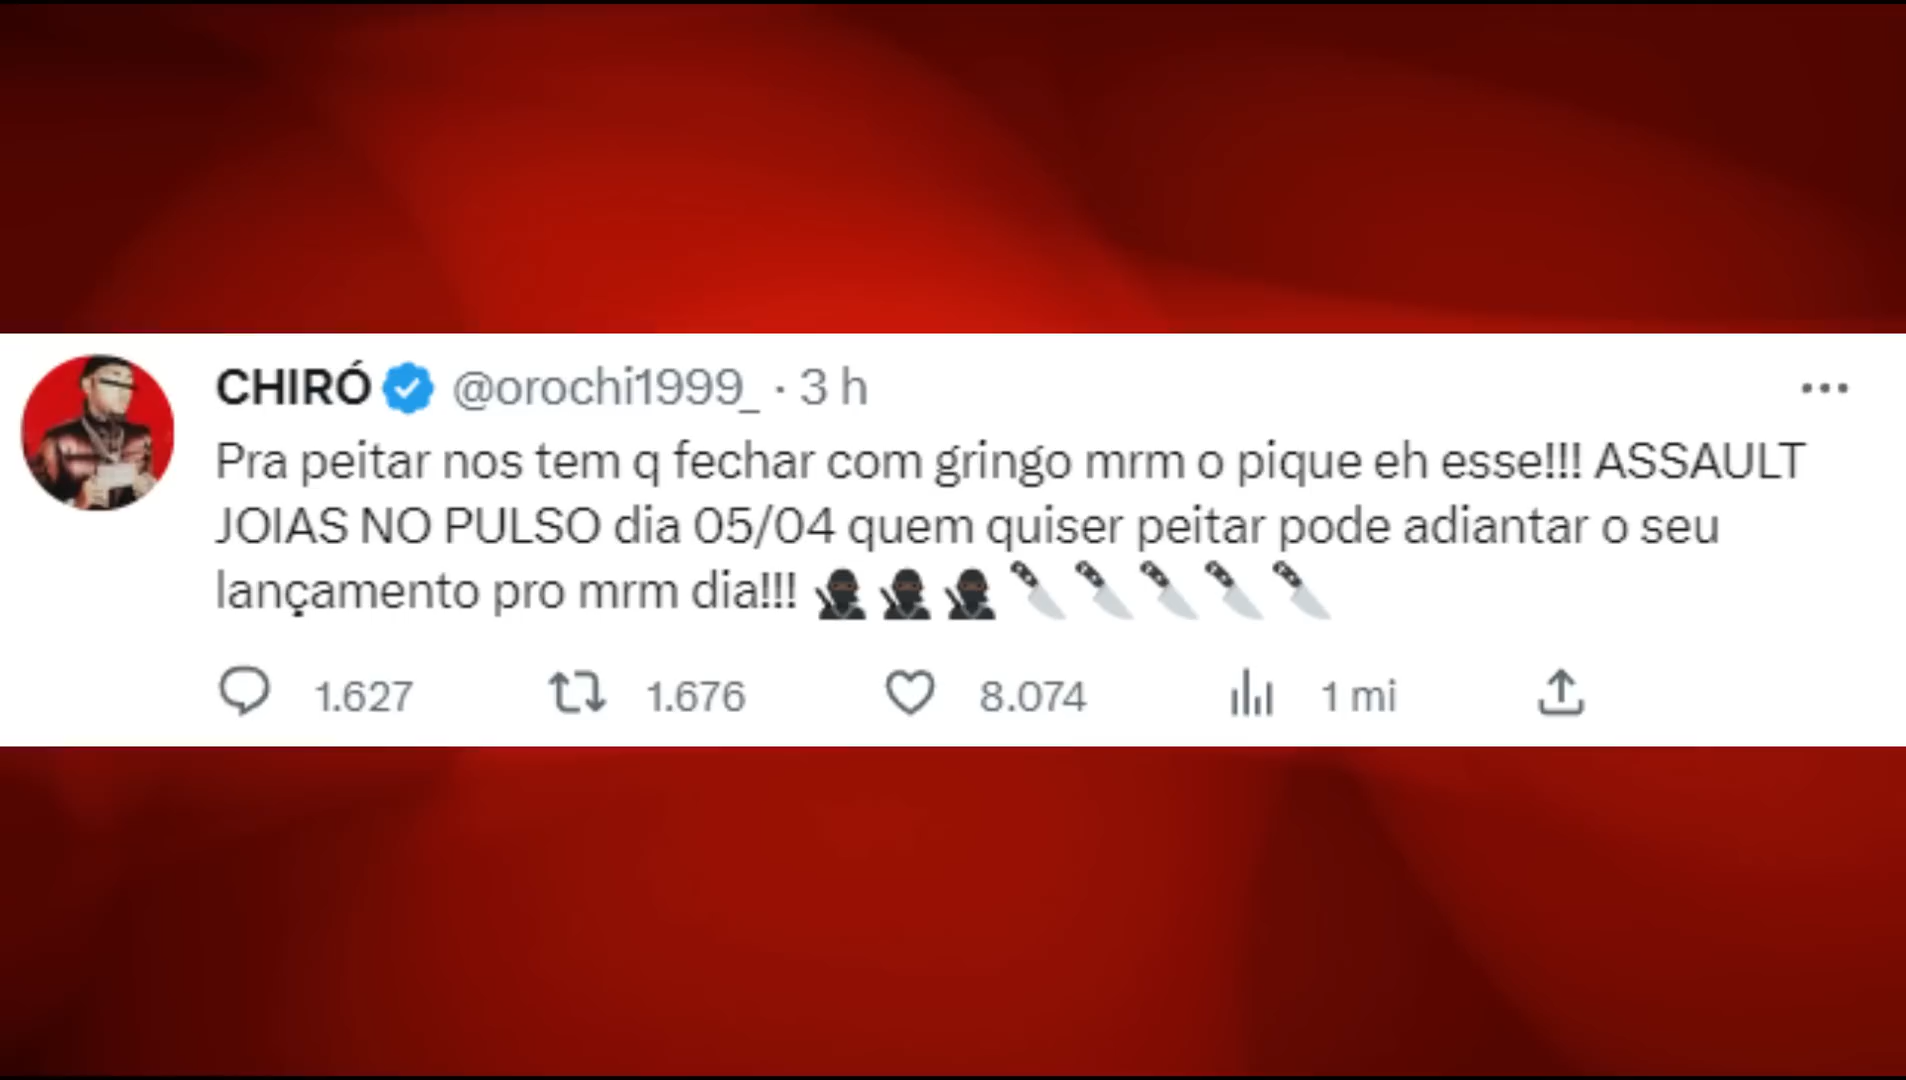 CHIRÓ @orochi1999_ · 3 h
Pra peitar nos tem q fechar com gringo mrm o pique eh esse!!! ASSAULT
JOIAS NO PULSO dia 05/04 quem quiser peitar pode adiantar o seu
lançamento pro mrm dia!!! 🥷🏿🥷🏿🥷🏿🔪🔪🔪🔪🔪
1.627 1.676 8.074 1 mi